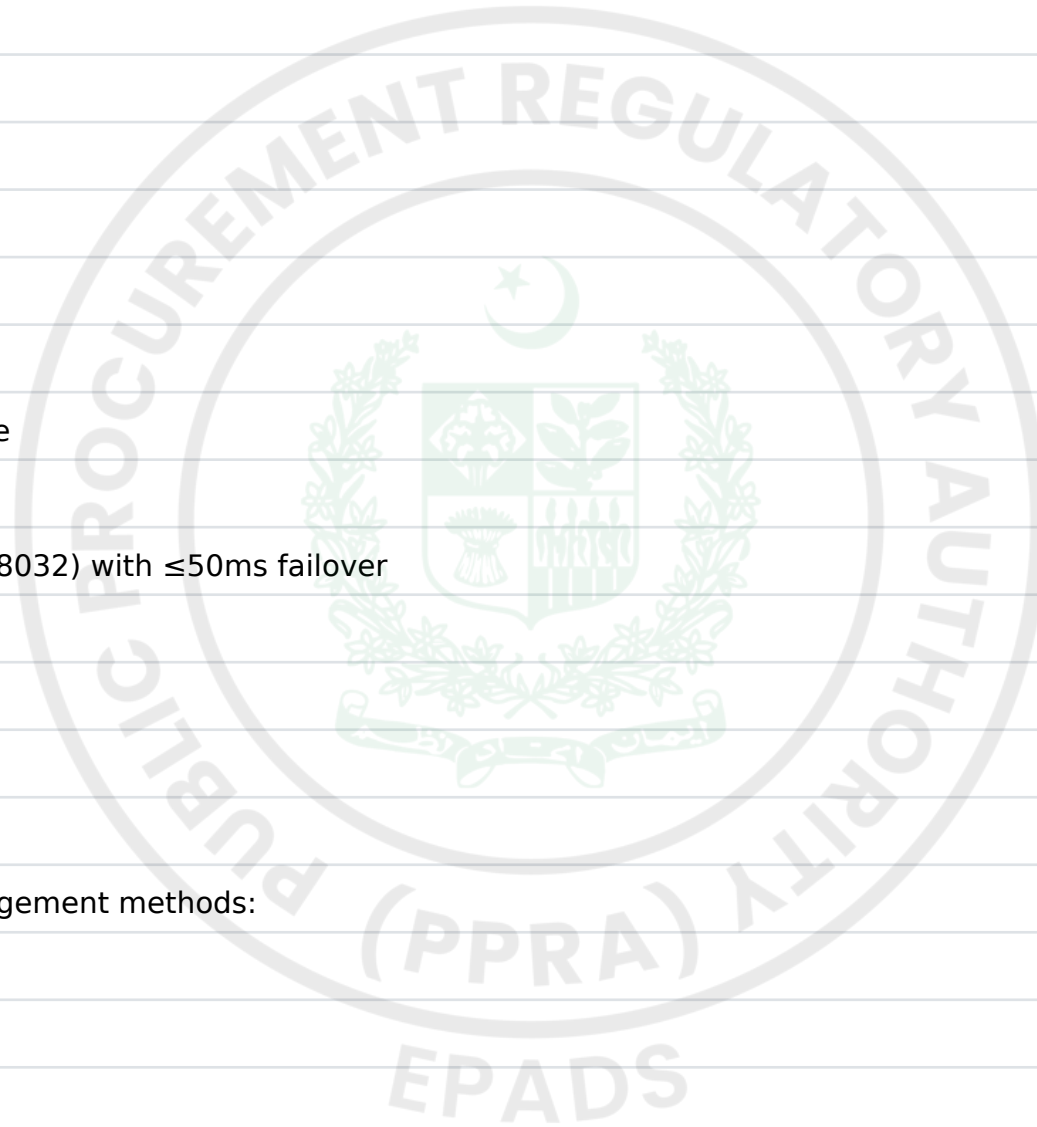 e
8032) with ≤50ms failover
gement methods:
PUBLIC PROCUREMENT REGULATORY AUTHORITY
(PPRA)
EPADS